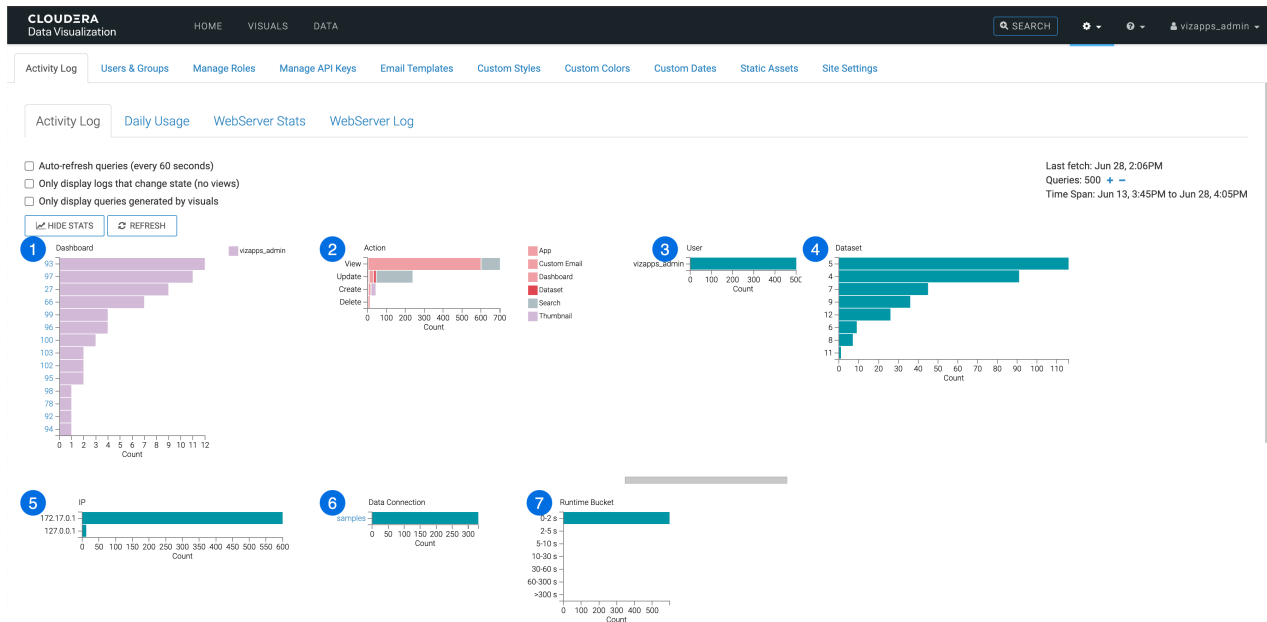 CLOUDERA
Data Visualization
HOME VISUALS DATA
SEARCH
vizapps_admin
Activity Log Users & Groups Manage Roles Manage API Keys Email Templates Custom Styles Custom Colors Custom Dates Static Assets Site Settings
Activity Log Daily Usage WebServer Stats WebServer Log
Auto-refresh queries (every 60 seconds)
Only display logs that change state (no views)
Only display queries generated by visuals
Last fetch: Jun 28, 2:06PM
Queries: 500 + −
Time Span: Jun 13, 3:45PM to Jun 28, 4:05PM
HIDE STATS REFRESH
1 Dashboard
vizapps_admin
93
97
27
66
99
96
100
103
102
95
98
78
92
94
0 1 2 3 4 5 6 7 8 9 10 11 12
Count
2 Action
View
Update
Create
Delete
0 100 200 300 400 500 600 700
Count
App
Custom Email
Dashboard
Dataset
Search
Thumbnail
3 User
vizapps_admin
0 100 200 300 400 500
Count
4 Dataset
5
4
7
9
12
6
8
11
0 10 20 30 40 50 60 70 80 90 100 110
Count
5 IP
172.17.0.1
127.0.0.1
0 50 100 150 200 250 300 350 400 450 500 550 600
Count
6 Data Connection
samples
0 50 100 150 200 250 300
Count
7 Runtime Bucket
0-2 s
2-5 s
5-10 s
10-30 s
30-60 s
60-300 s
>300 s
0 100 200 300 400 500
Count